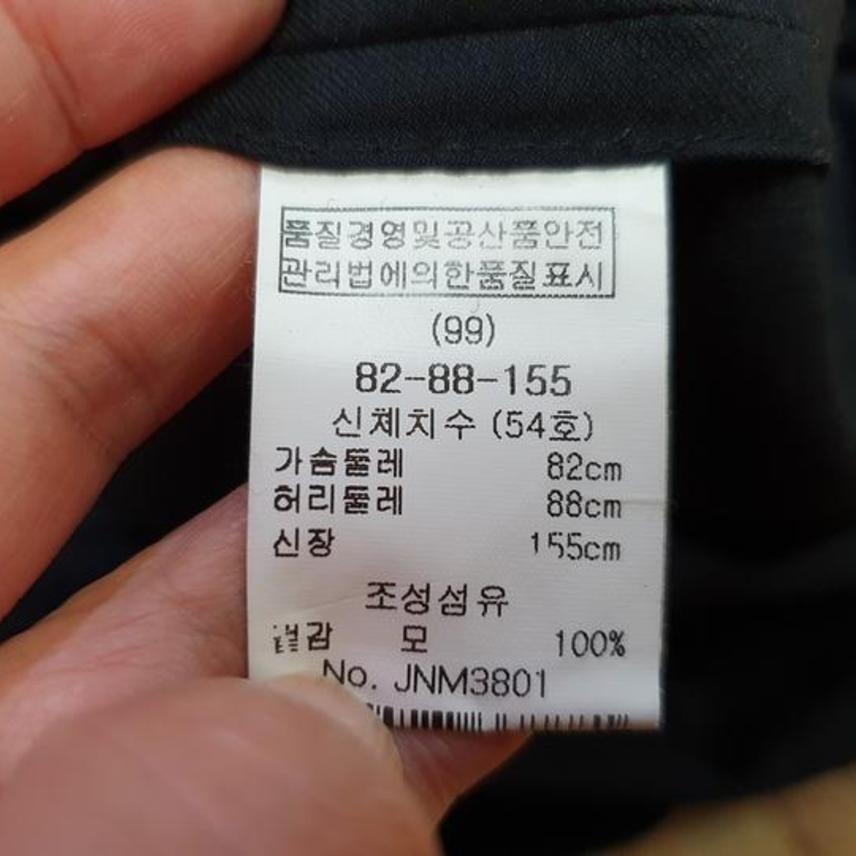 품질경영및공산품안전
관리법에의한품질표시
(99)
82-88-155
신체치수 (54호)
가슴둘레 82cm
허리둘레 88cm
신장 155cm
조성섬유
모 100%
No. JNM3801